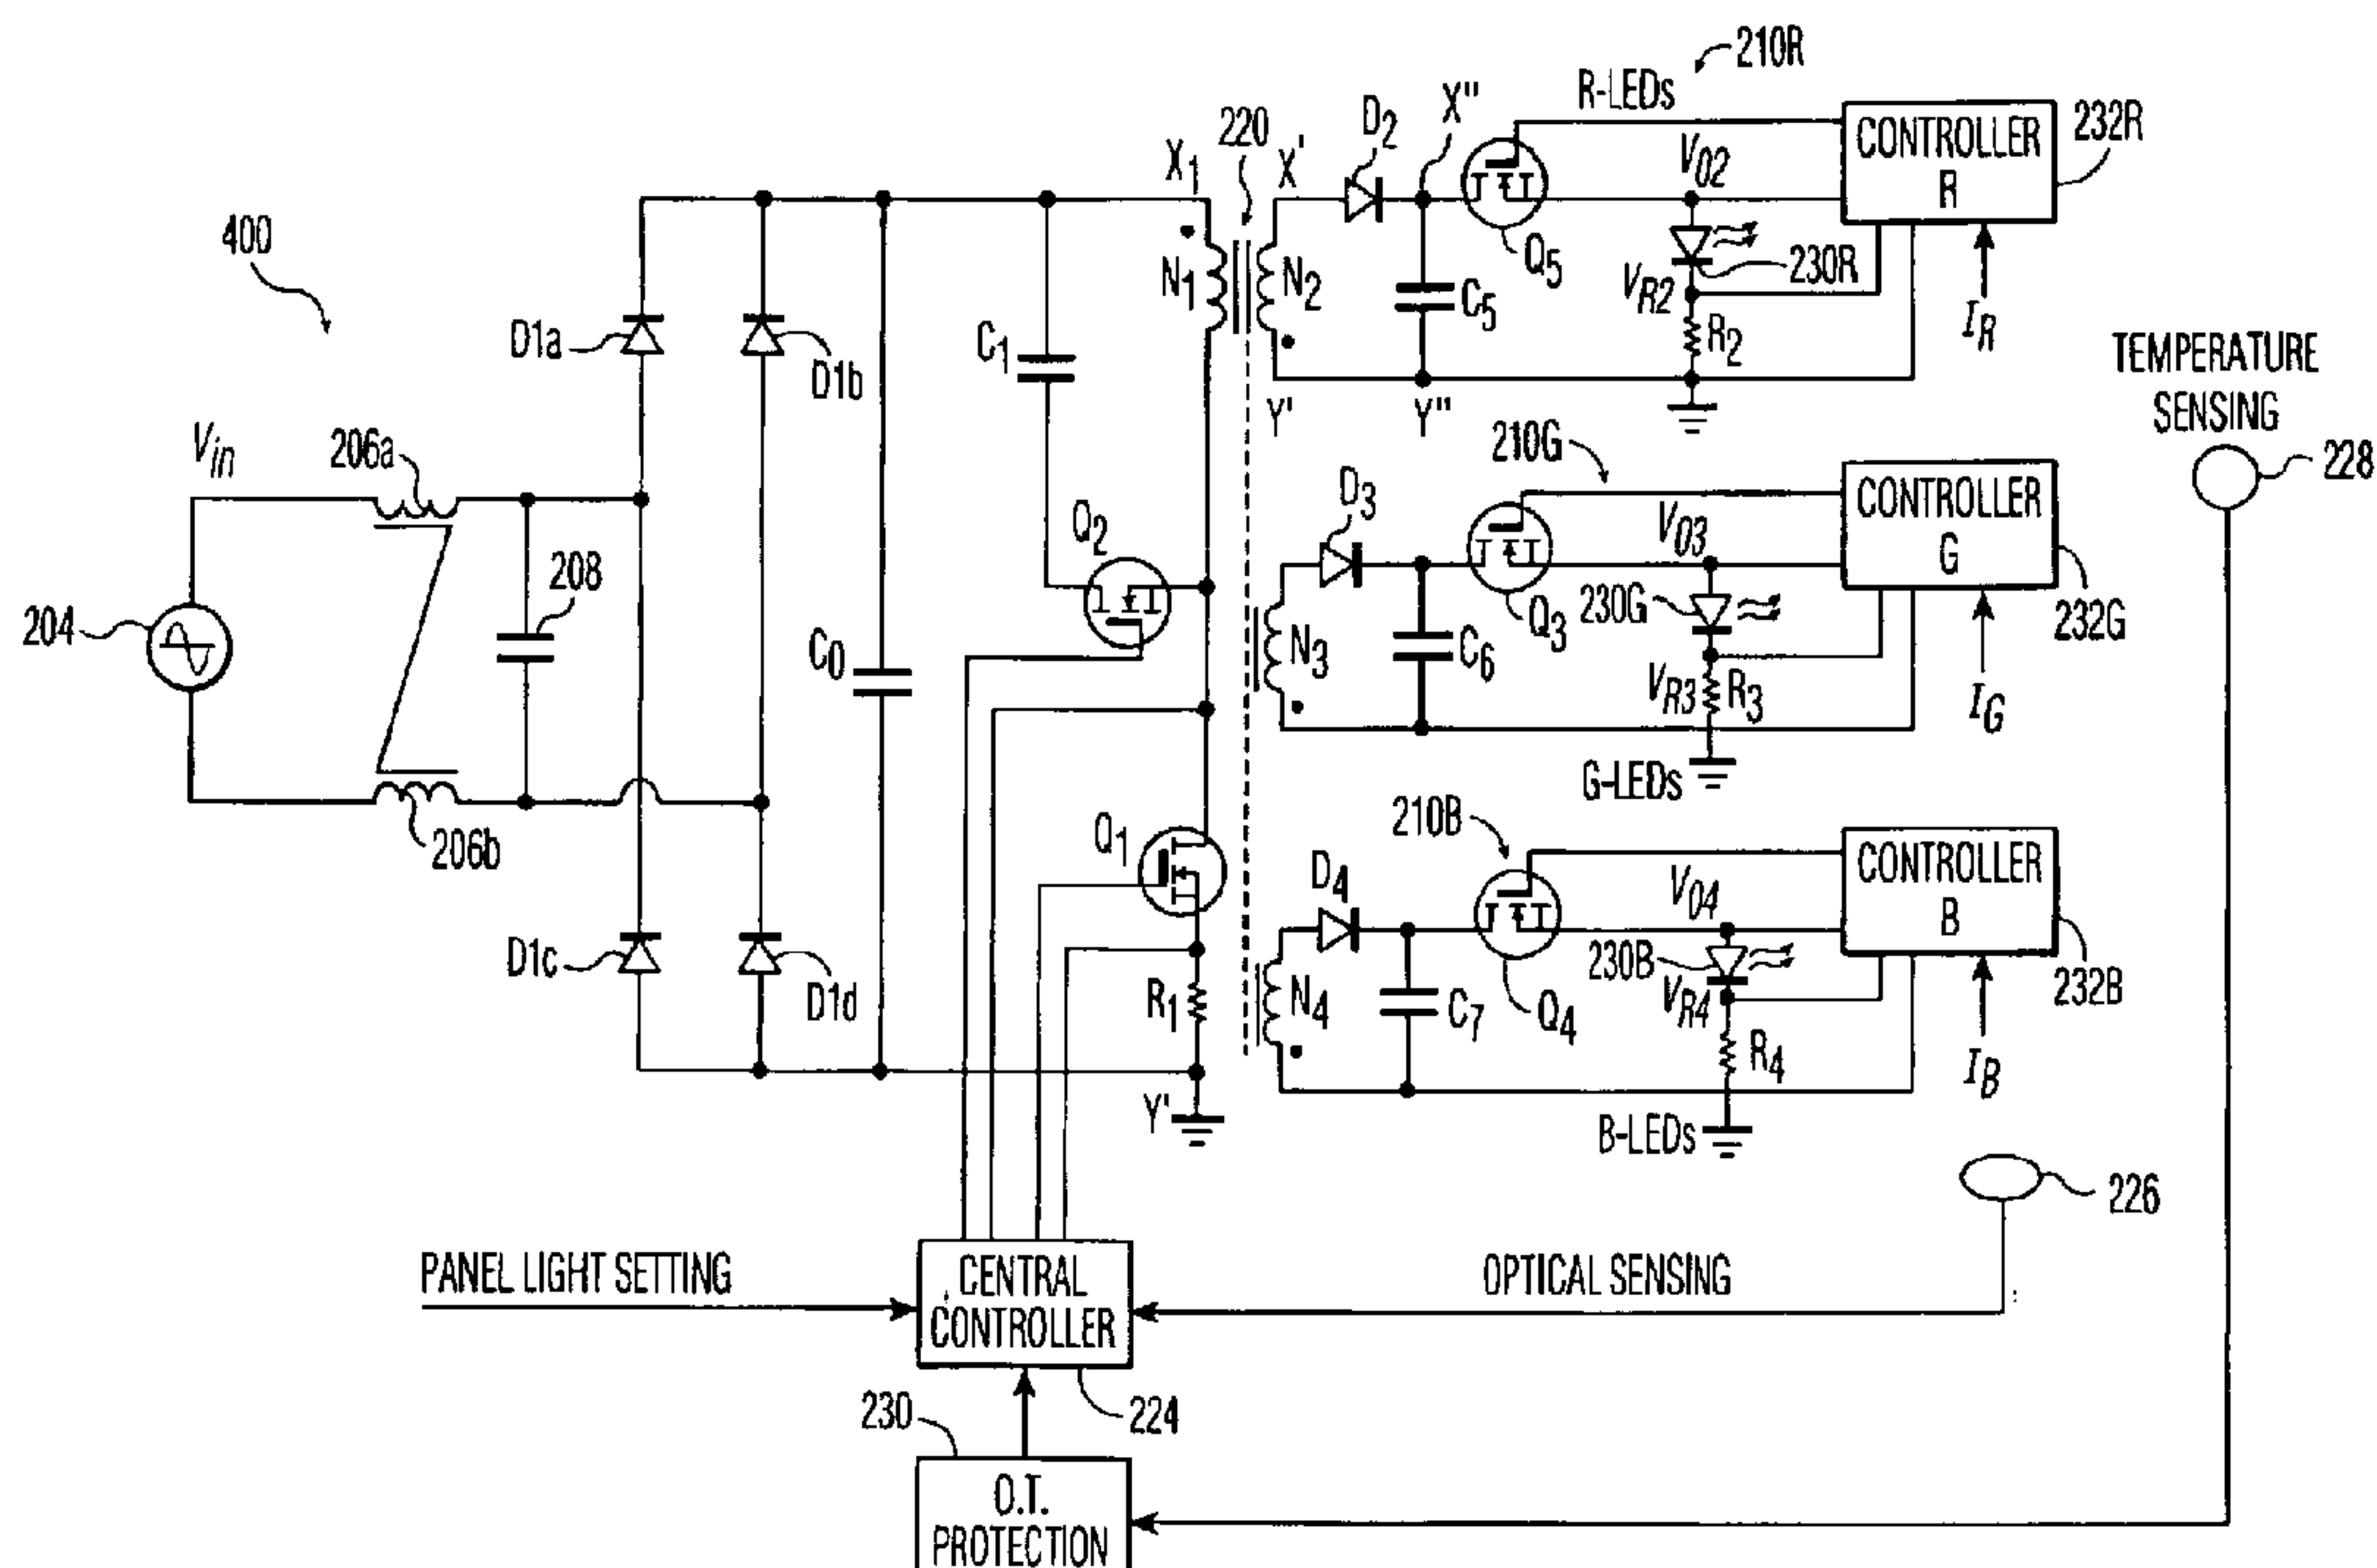 210R
R-LEDs
X"
D2
220
X'
X1
CONTROLLER
R
232R
VO2
400
N1
N2
Q5
230R
VR2
C5
R2
IR
D1a
C1
D1b
TEMPERATURE
SENSING
Y'
Y"
Vin
206a
210G
228
D3
CONTROLLER
G
VO3
Q2
208
204
230G
Q3
232G
C0
N3
C6
VR3
R3
IG
G-LEDs
210B
206b
Q1
D4
VO4
CONTROLLER
B
D1c
D1d
230B
232B
R1
N4
C7
Q4
VR4
R4
IB
Y'
B-LEDs
226
PANEL LIGHT SETTING
CENTRAL
CONTROLLER
OPTICAL SENSING
230
224
O.T.
PROTECTION